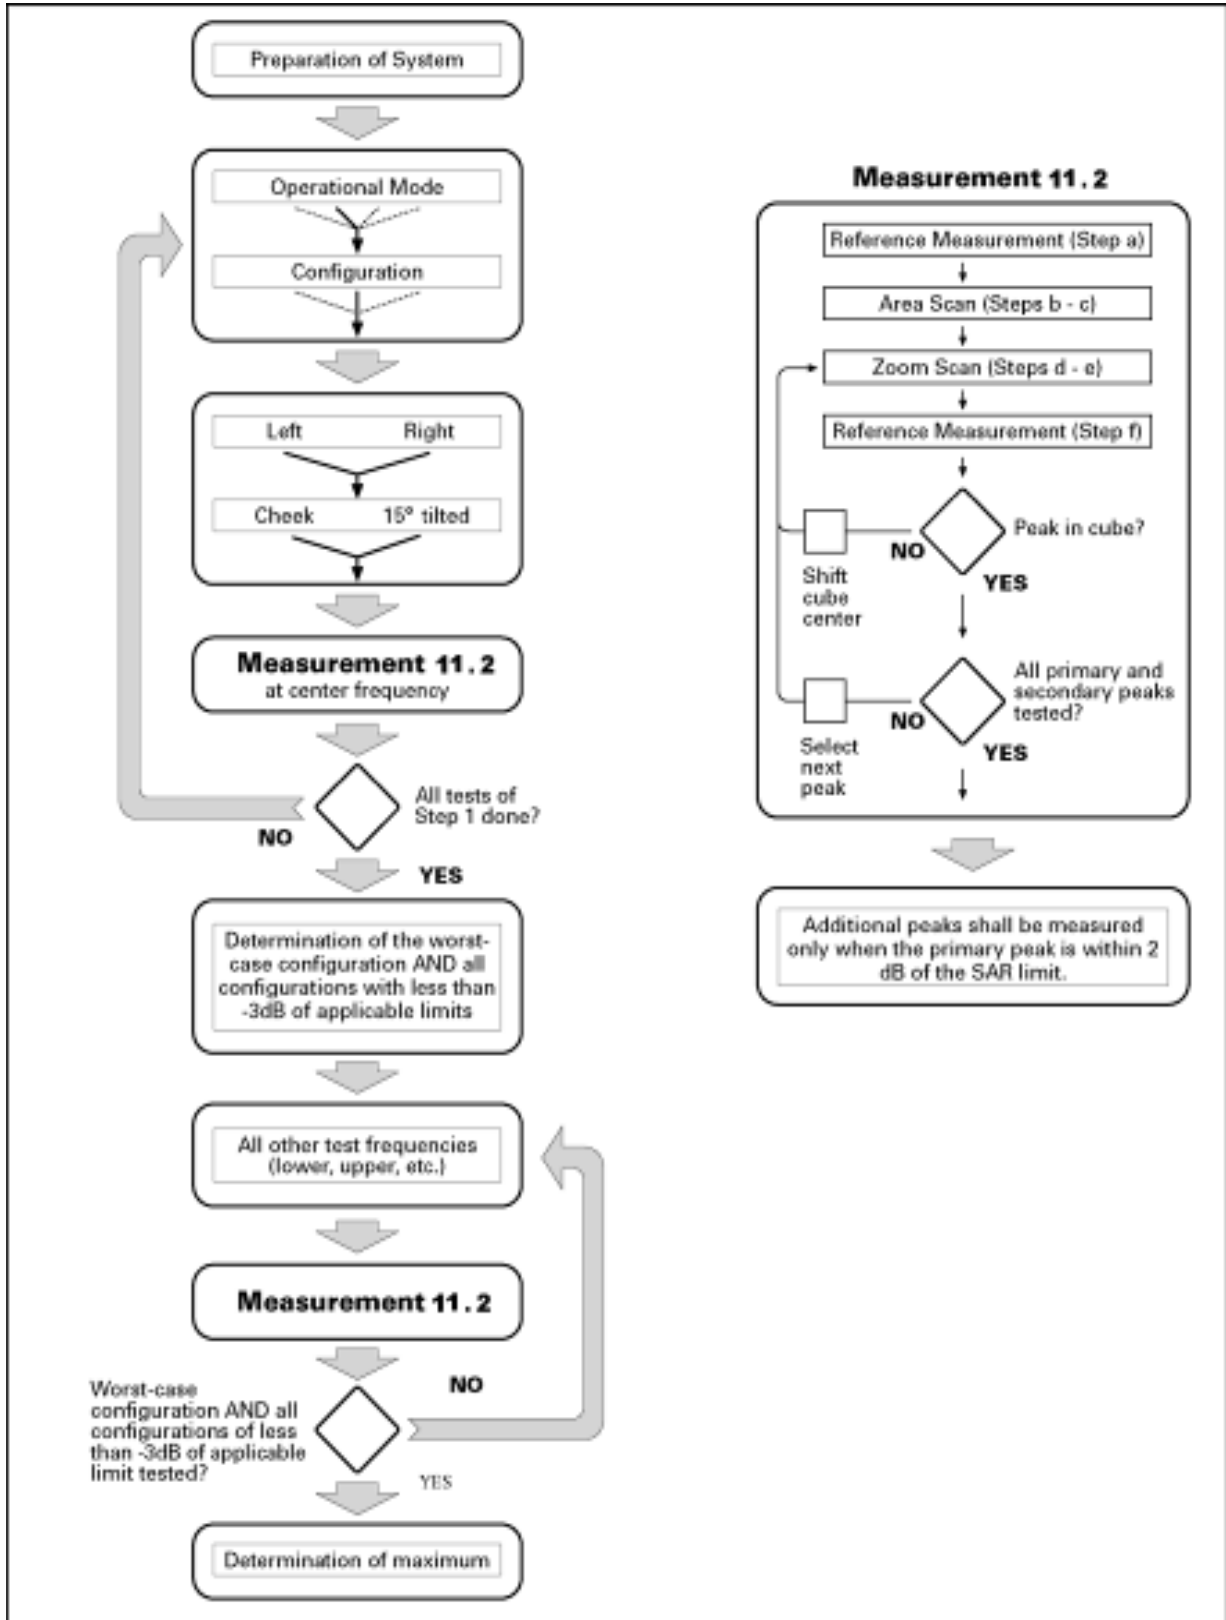 Preparation of System
Operational Mode
Configuration
Left Right
Cheek 15° tilted
Measurement 11.2
at center frequency
All tests of
Step 1 done?
NO
YES
Determination of the worst-
case configuration AND all
configurations with less than
-3dB of applicable limits
All other test frequencies
(lower, upper, etc.)
Measurement 11.2
NO
Worst-case
configuration AND all
configurations of less
than -3dB of applicable
limit tested?
YES
Determination of maximum
Measurement 11.2
Reference Measurement (Step a)
Area Scan (Steps b - c)
Zoom Scan (Steps d - e)
Reference Measurement (Step f)
Peak in cube?
NO
YES
Shift
cube
center
All primary and
secondary peaks
tested?
NO
YES
Select
next
peak
Additional peaks shall be measured
only when the primary peak is within 2
dB of the SAR limit.